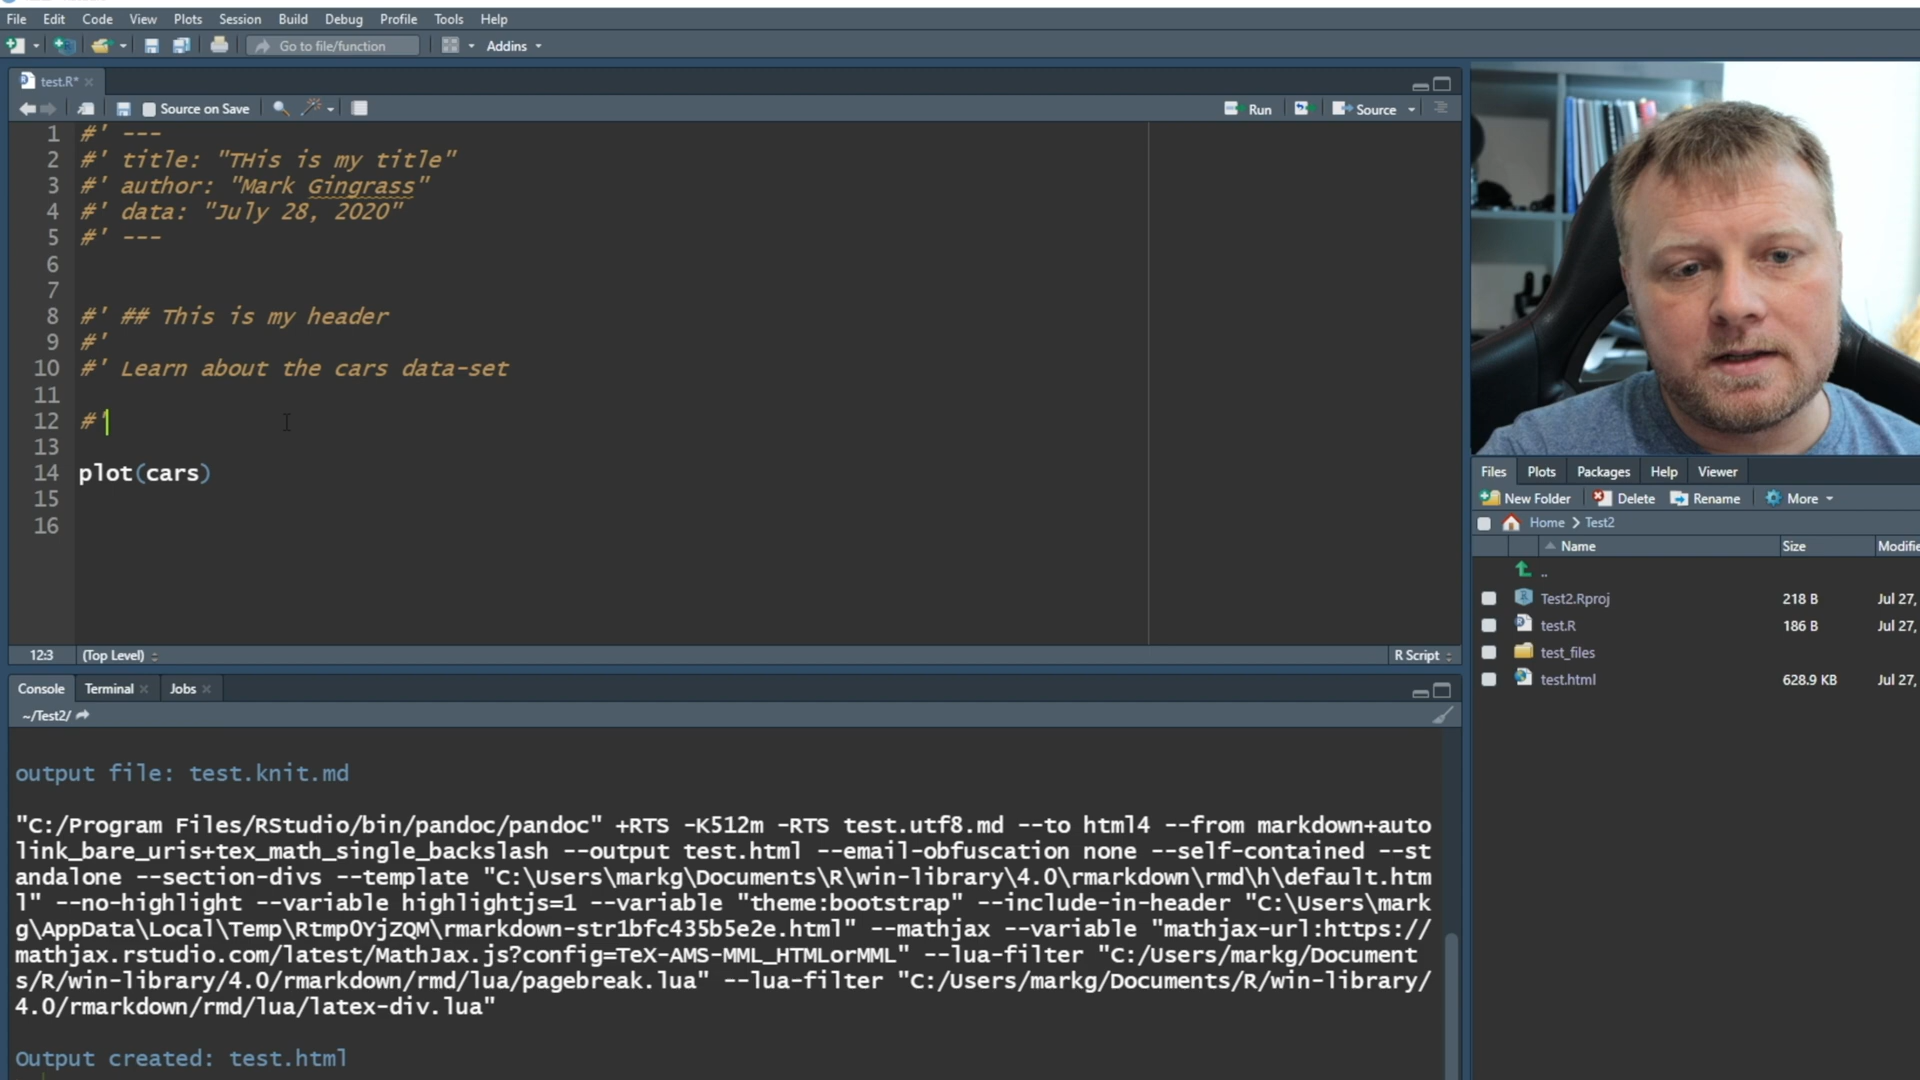 File Edit Code View Plots Session Build Debug Profile Tools Help
Go to file/function Addins
test.R*
Source on Save Run Source
1 #' ---
2 #' title: "THis is my title"
3 #' author: "Mark Gingrass"
4 #' data: "July 28, 2020"
5 #' ---
6
7
8 #' ## This is my header
9 #'
10 #' Learn about the cars data-set
11
12 #'
13
14 plot(cars)
15
16
12:3 (Top Level) R Script
Console Terminal Jobs
~/Test2/
output file: test.knit.md
"C:/Program Files/RStudio/bin/pandoc/pandoc" +RTS -K512m -RTS test.utf8.md --to html4 --from markdown+auto
link_bare_uris+tex_math_single_backslash --output test.html --email-obfuscation none --self-contained --st
andalone --section-divs --template "C:\Users\markg\Documents\R\win-library\4.0\rmarkdown\rmd\h\default.htm
l" --no-highlight --variable highlightjs=1 --variable "theme:bootstrap" --include-in-header "C:\Users\mark
g\AppData\Local\Temp\Rtmp0YjZQM\rmarkdown-str1bfc435b5e2e.html" --mathjax --variable "mathjax-url:https://
mathjax.rstudio.com/latest/MathJax.js?config=TeX-AMS-MML_HTMLorMML" --lua-filter "C:/Users/markg/Document
s/R/win-library/4.0/rmarkdown/rmd/lua/pagebreak.lua" --lua-filter "C:/Users/markg/Documents/R/win-library/
4.0/rmarkdown/rmd/lua/latex-div.lua"
Output created: test.html
Files Plots Packages Help Viewer
New Folder Delete Rename More
Home Test2
Name Size Modifie
..
Test2.Rproj 218 B Jul 27,
test.R 186 B Jul 27,
test_files
test.html 628.9 KB Jul 27,